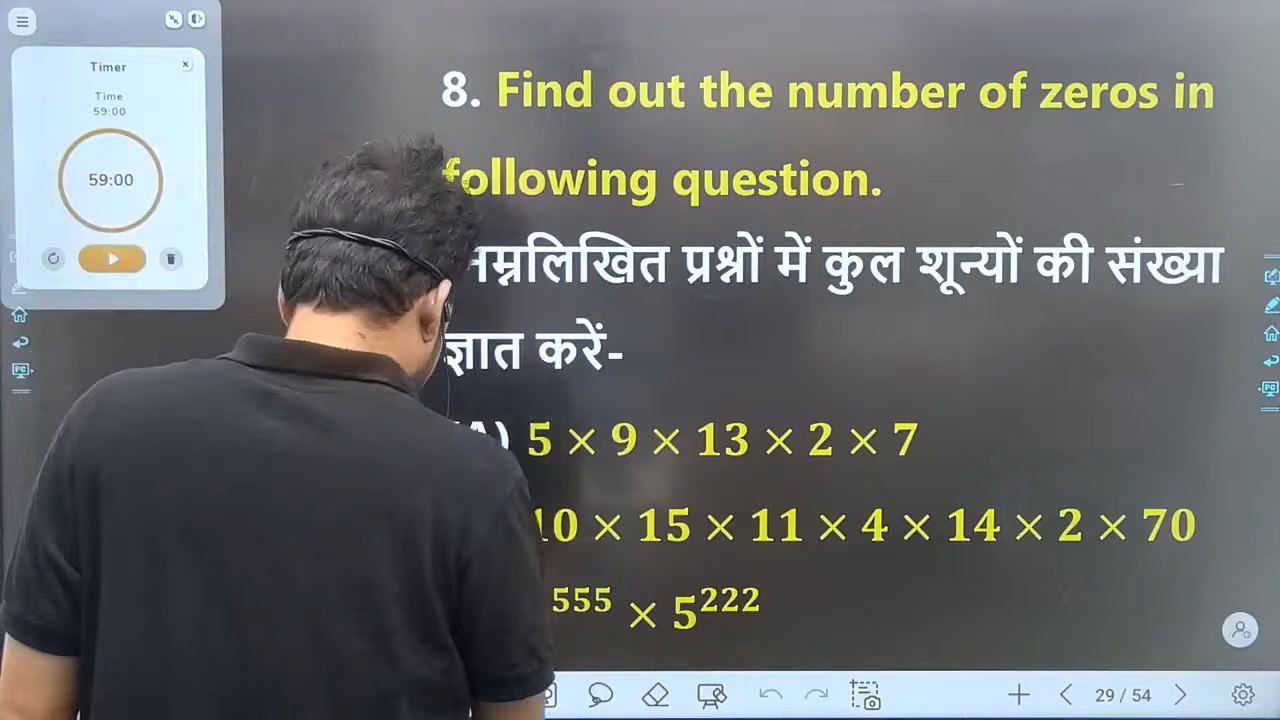 Timer
Time
59:00
59:00
8. Find out the number of zeros in
following question.
प्रश्नों में कुल शून्यों की संख्या
ज्ञात करें-
5 × 9 × 13 × 2 × 7
10 × 15 × 11 × 4 × 14 × 2 × 70
555 × 5²²²
29 / 54